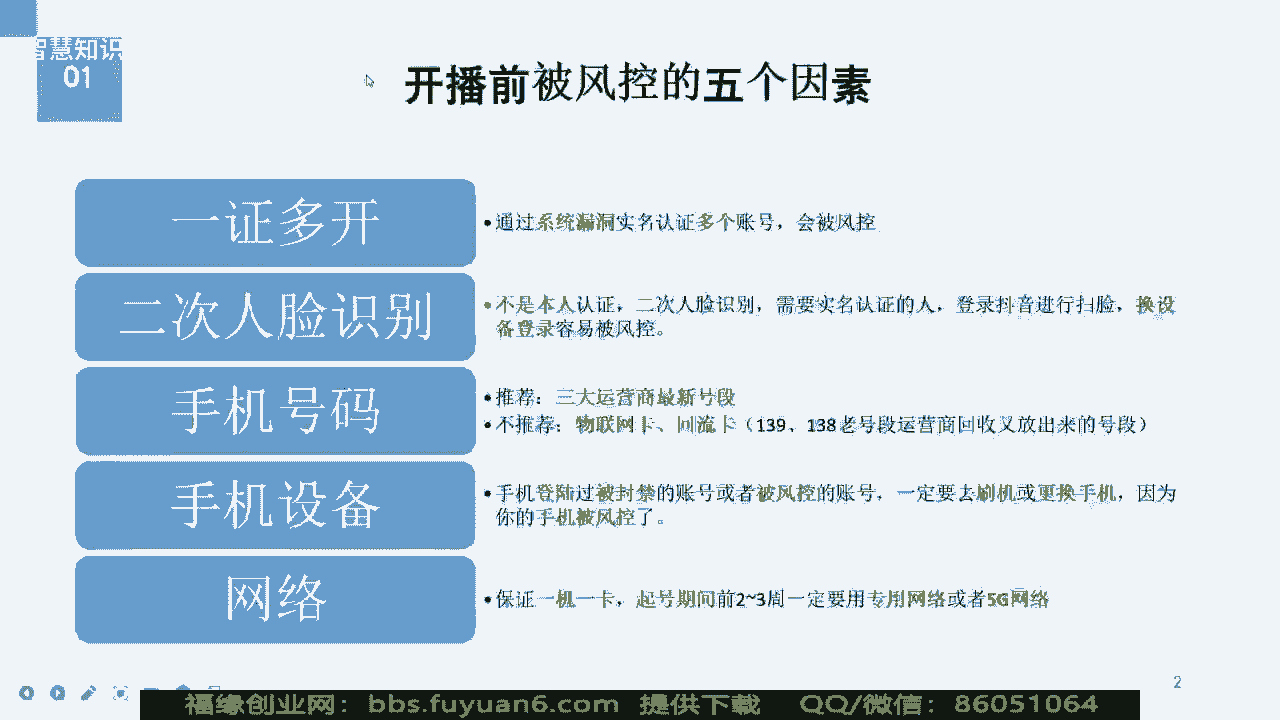 智慧知识
01
开播前被风控的五个因素
一证多开
•通过系统漏洞实名认证多个账号，会被风控
二次人脸识别
•不是本人认证，二次人脸识别，需要实名认证的人，登录抖音进行扫脸，换设
备登录容易被风控。
手机号码
•推荐：三大运营商最新号段
•不推荐：物联网卡、回流卡（139、138老号段运营商回收又放出来的号段）
手机设备
•手机登陆过被封禁的账号或者被风控的账号，一定要去刷机或更换手机，因为
你的手机被风控了。
网络
•保证一机一卡，起号期间前2~3周一定要用专用网络或者5G网络
2
福缘创业网：bbs.fuyuan6.com 提供下载 QQ/微信：86051064